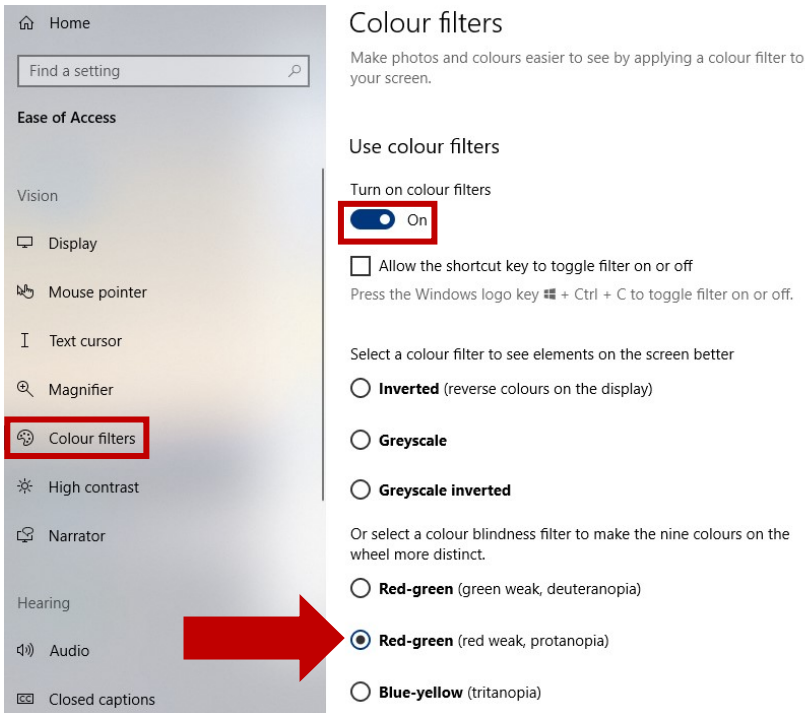 Home
Find a setting
Ease of Access
Vision
Display
Mouse pointer
Text cursor
Magnifier
Colour filters
High contrast
Narrator
Hearing
Audio
Closed captions
Colour filters
Make photos and colours easier to see by applying a colour filter to
your screen.
Use colour filters
Turn on colour filters
On
Allow the shortcut key to toggle filter on or off
Press the Windows logo key + Ctrl + C to toggle filter on or off.
Select a colour filter to see elements on the screen better
Inverted (reverse colours on the display)
Greyscale
Greyscale inverted
Or select a colour blindness filter to make the nine colours on the
wheel more distinct.
Red-green (green weak, deuteranopia)
Red-green (red weak, protanopia)
Blue-yellow (tritanopia)